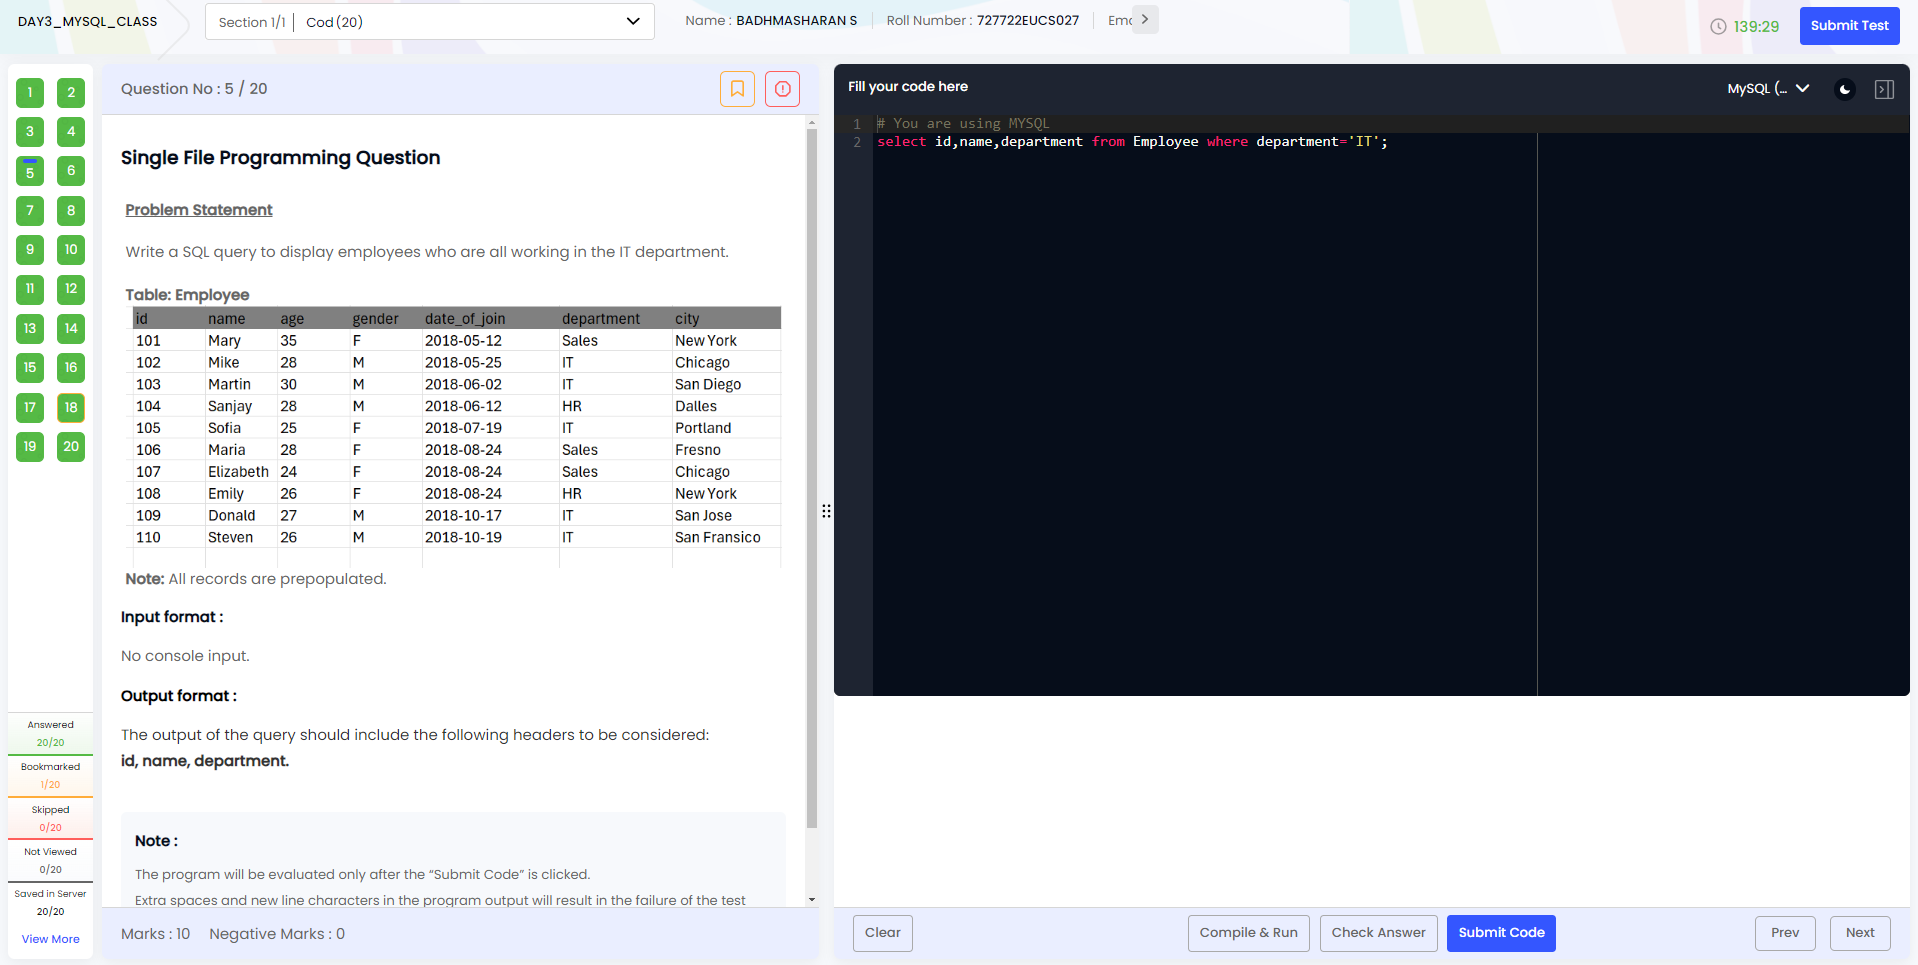 DAY3_MYSQL_CLASS
Section 1/1 Cod (20)
Name : BADHMASHARAN S Roll Number : 727722EUCS027
139:29
Submit Test
1 2
3 4
5 6
7 8
9 10
11 12
13 14
15 16
17 18
19 20
Answered
20/20
Bookmarked
1/20
Skipped
0/20
Not Viewed
0/20
Saved in Server
20/20
View More
Question No : 5 / 20
Single File Programming Question
Problem Statement
Write a SQL query to display employees who are all working in the IT department.
Table: Employee
id name age gender date_of_join department city
101 Mary 35 F 2018-05-12 Sales New York
102 Mike 28 M 2018-05-25 IT Chicago
103 Martin 30 M 2018-06-02 IT San Diego
104 Sanjay 28 M 2018-06-12 HR Dalles
105 Sofia 25 F 2018-07-19 IT Portland
106 Maria 28 F 2018-08-24 Sales Fresno
107 Elizabeth 24 F 2018-08-24 Sales Chicago
108 Emily 26 F 2018-08-24 HR New York
109 Donald 27 M 2018-10-17 IT San Jose
110 Steven 26 M 2018-10-19 IT San Fransico
Note: All records are prepopulated.
Input format :
No console input.
Output format :
The output of the query should include the following headers to be considered:
id, name, department.
Note :
The program will be evaluated only after the “Submit Code” is clicked.
Extra spaces and new line characters in the program output will result in the failure of the test
Marks : 10 Negative Marks : 0
Fill your code here
MySQL (...
1 # You are using MYSQL
2 select id,name,department from Employee where department='IT';
Clear
Compile & Run
Check Answer
Submit Code
Prev
Next